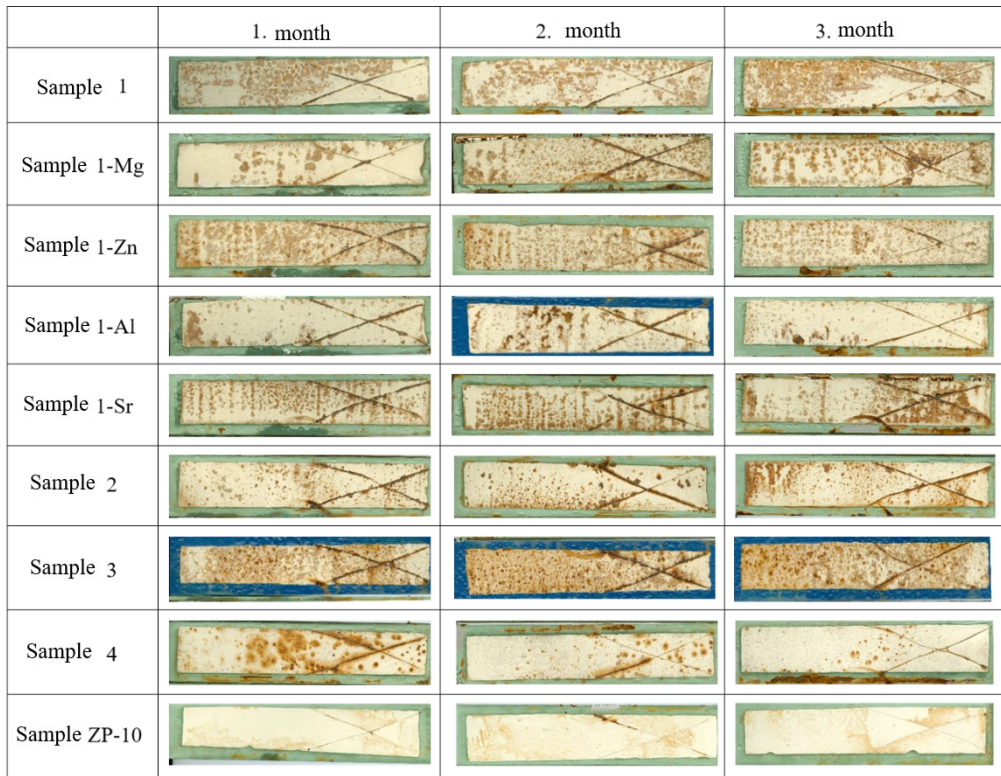 1. month 2. month 3. month
Sample 1
Sample 1-Mg
Sample 1-Zn
Sample 1-Al
Sample 1-Sr
Sample 2
Sample 3
Sample 4
Sample ZP-10